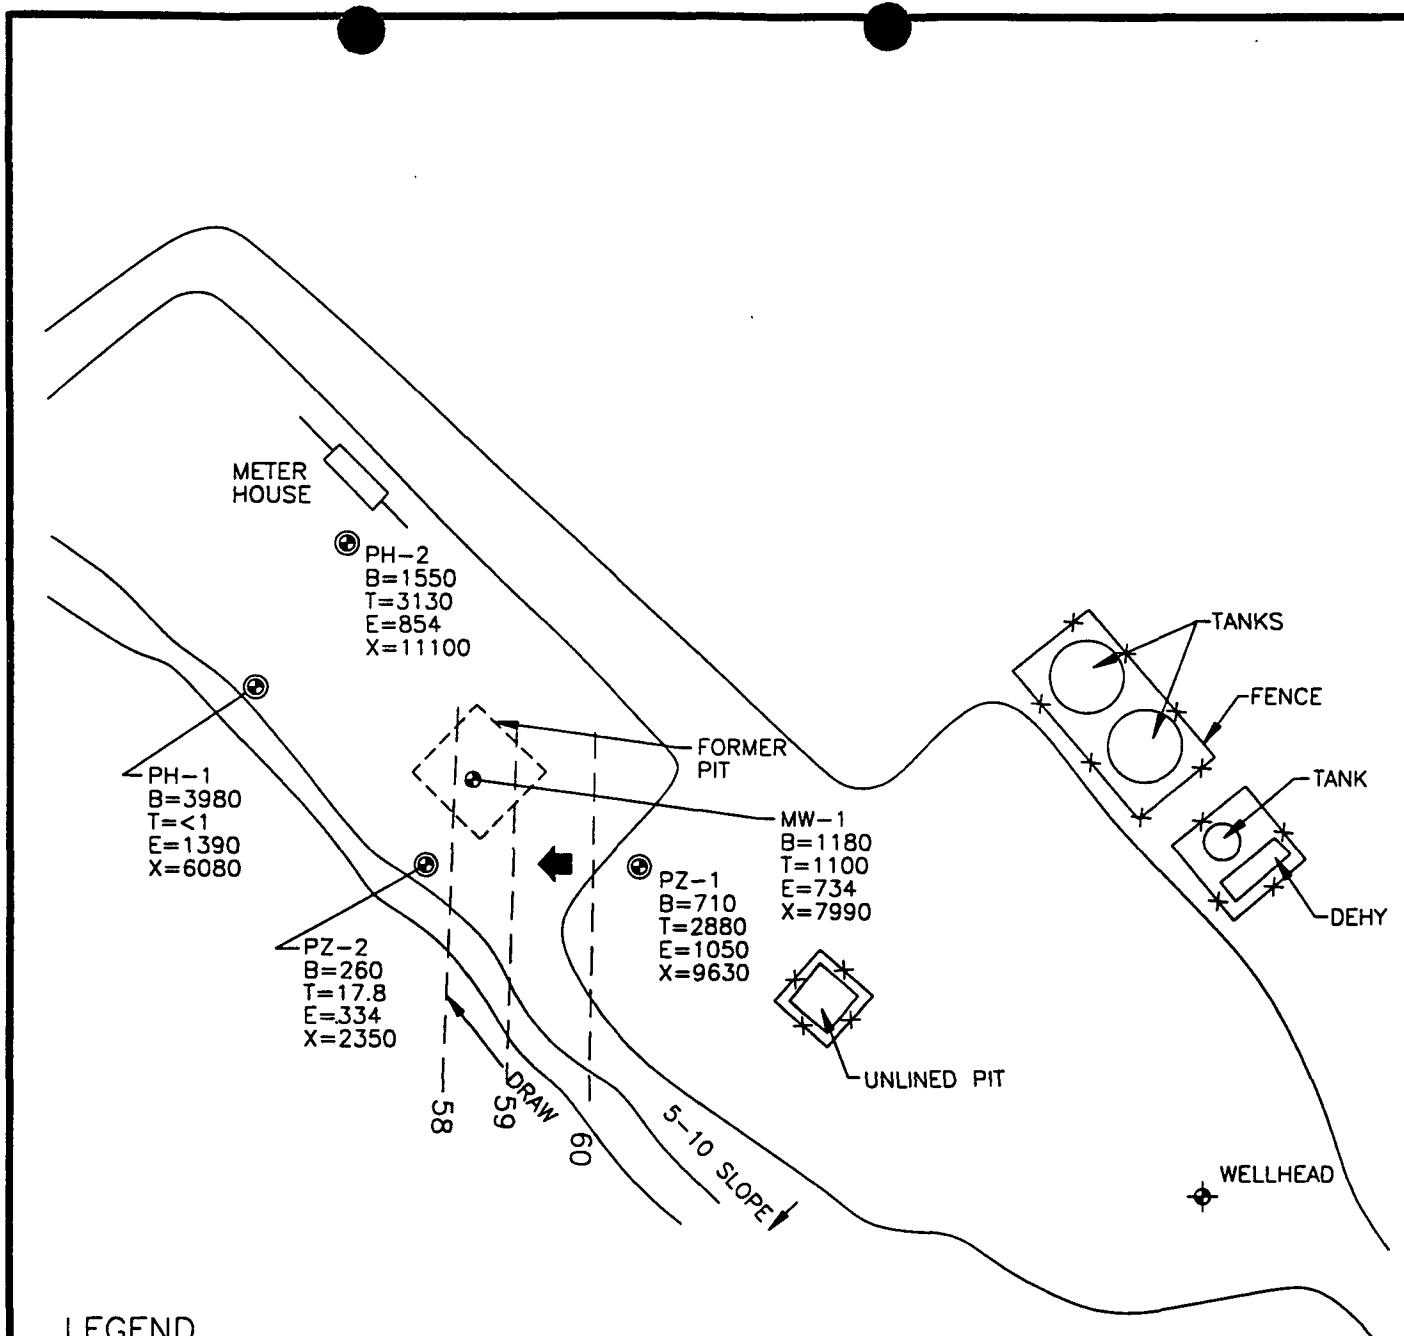 METER
HOUSE
PH-2
B=1550
T=3130
E=854
X=11100
TANKS
FENCE
FORMER
PIT
PH-1
B=3980
T=<1
E=1390
X=6080
TANK
MW-1
B=1180
T=1100
E=734
X=7990
PZ-1
B=710
T=2880
E=1050
X=9630
DEHY
PZ-2
B=260
T=17.8
E=334
X=2350
UNLINED PIT
DRAW
58
59
60
5-10 SLOPE
WELLHEAD
LEGEND